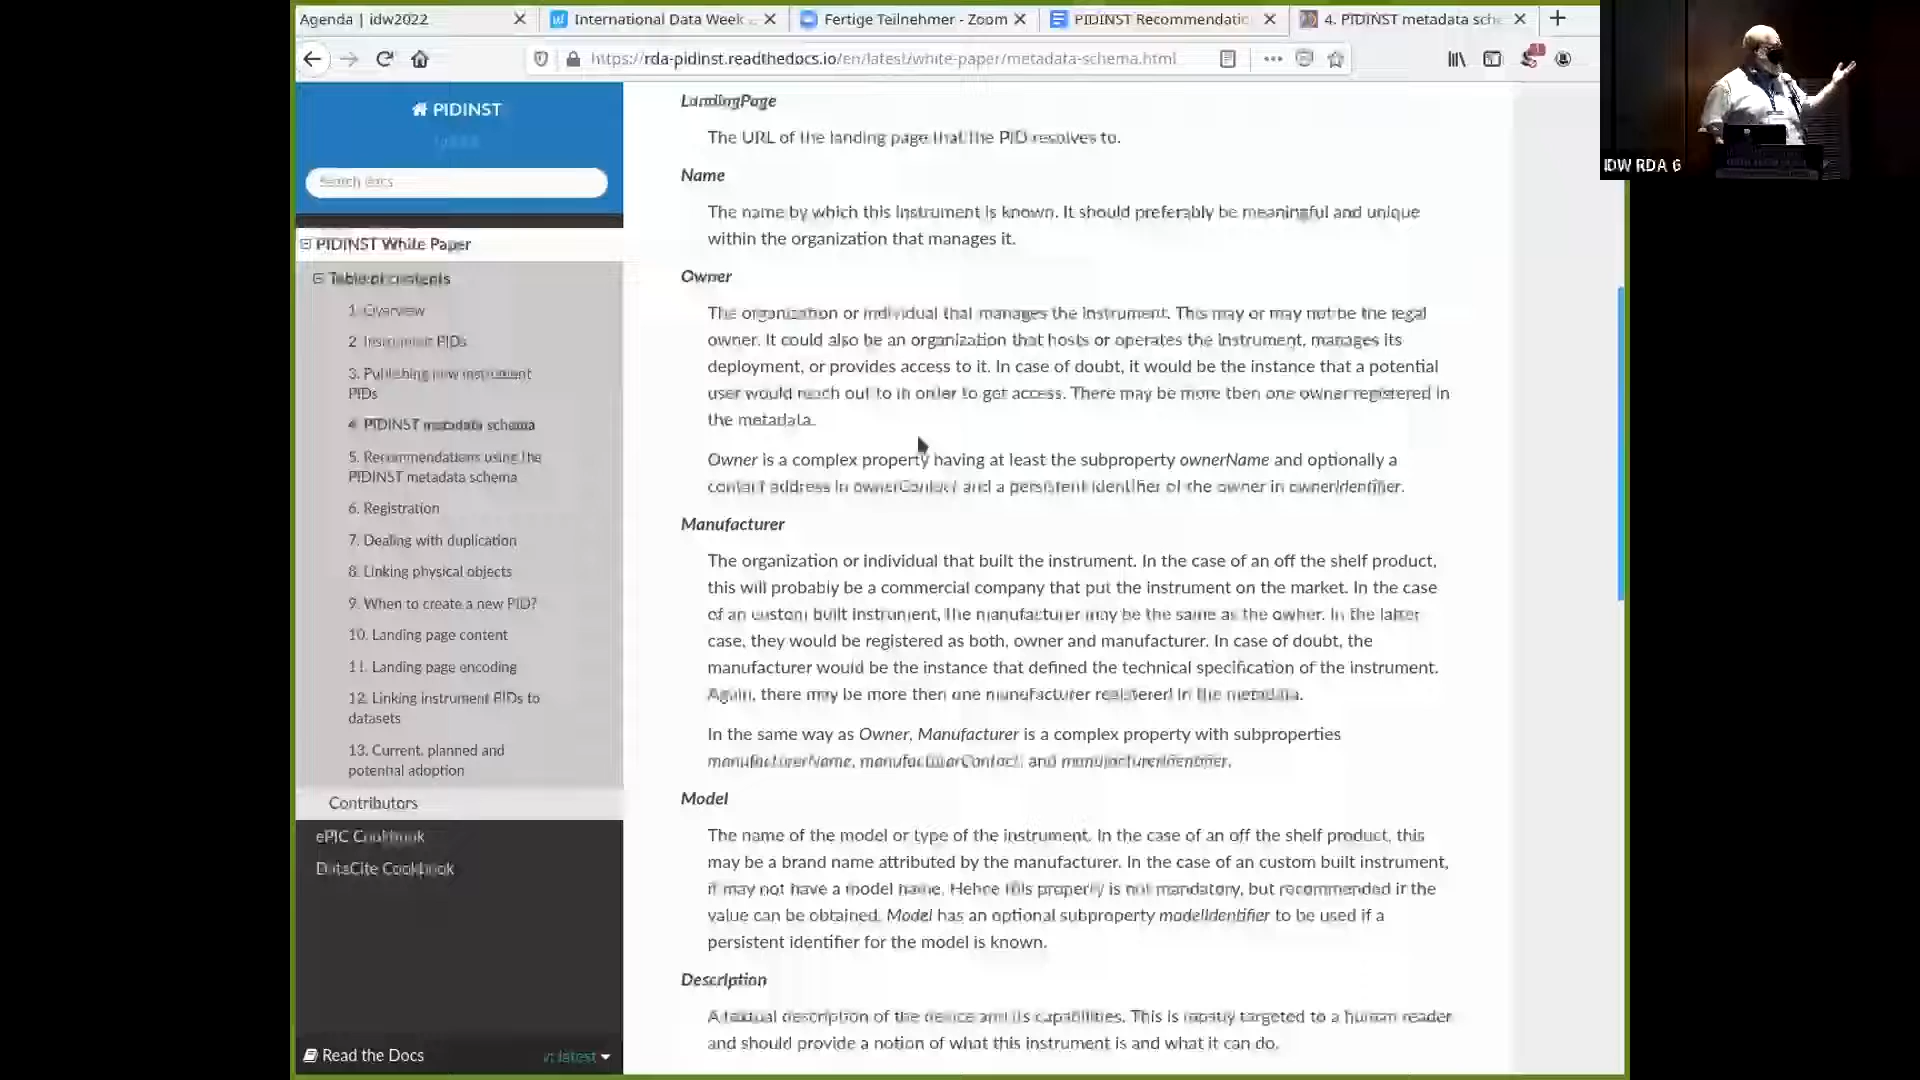 Agenda | idw2022
International Data Week
Fertige Teilnehmer - Zoom
PIDINST Recommendatio
4. PIDINST metadata sche
https://rda-pidinst.readthedocs.io/en/latest/white-paper/metadata-schema.html
IDW RDA 6
PIDINST
latest
Search docs
PIDINST White Paper
Table of contents
1. Overview
2. Instrument PIDs
3. Publishing new instrument
PIDs
4. PIDINST metadata schema
5. Recommendations using the
PIDINST metadata schema
6. Registration
7. Dealing with duplication
8. Linking physical objects
9. When to create a new PID?
10. Landing page content
11. Landing page encoding
12. Linking instrument PIDs to
datasets
13. Current, planned and
potential adoption
Contributors
ePIC Cookbook
DataCite Cookbook
Read the Docs
v: latest
LandingPage
The URL of the landing page that the PID resolves to.
Name
The name by which this instrument is known. It should preferably be meaningful and unique
within the organization that manages it.
Owner
The organization or individual that manages the instrument. This may or may not be the legal
owner. It could also be an organization that hosts or operates the instrument, manages its
deployment, or provides access to it. In case of doubt, it would be the instance that a potential
user would reach out to in order to get access. There may be more then one owner registered in
the metadata.
Owner is a complex property having at least the subproperty ownerName and optionally a
contact address in ownerContact and a persistent identifier of the owner in ownerIdentifier.
Manufacturer
The organization or individual that built the instrument. In the case of an off the shelf product,
this will probably be a commercial company that put the instrument on the market. In the case
of an custom built instrument, the manufacturer may be the same as the owner. In the latter
case, they would be registered as both, owner and manufacturer. In case of doubt, the
manufacturer would be the instance that defined the technical specification of the instrument.
Again, there may be more then one manufacturer registered in the metadata.
In the same way as Owner, Manufacturer is a complex property with subproperties
manufacturerName, manufacturerContact, and manufacturerIdentifier.
Model
The name of the model or type of the instrument. In the case of an off the shelf product, this
may be a brand name attributed by the manufacturer. In the case of an custom built instrument,
it may not have a model name. Hence this property is not mandatory, but recommended if the
value can be obtained. Model has an optional subproperty modelIdentifier to be used if a
persistent identifier for the model is known.
Description
A textual description of the device and its capabilities. This is mostly targeted to a human reader
and should provide a notion of what this instrument is and what it can do.